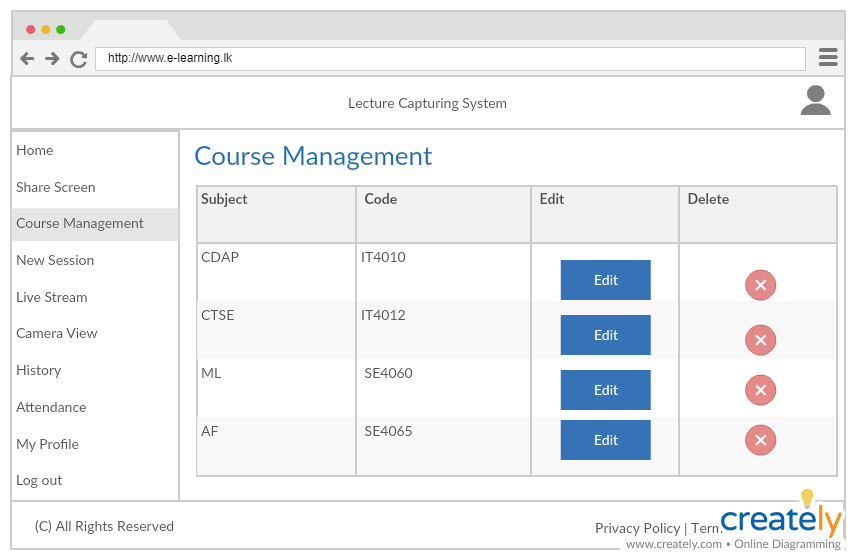 http://www.e-learning.lk
Lecture Capturing System
Home
Share Screen
Course Management
New Session
Live Stream
Camera View
History
Attendance
My Profile
Log out
Course Management
Subject Code Edit Delete
CDAP IT4010 Edit
CTSE IT4012 Edit
ML SE4060 Edit
AF SE4065 Edit
(C) All Rights Reserved
Privacy Policy |
creately
www.creately.com • Online Diagramming